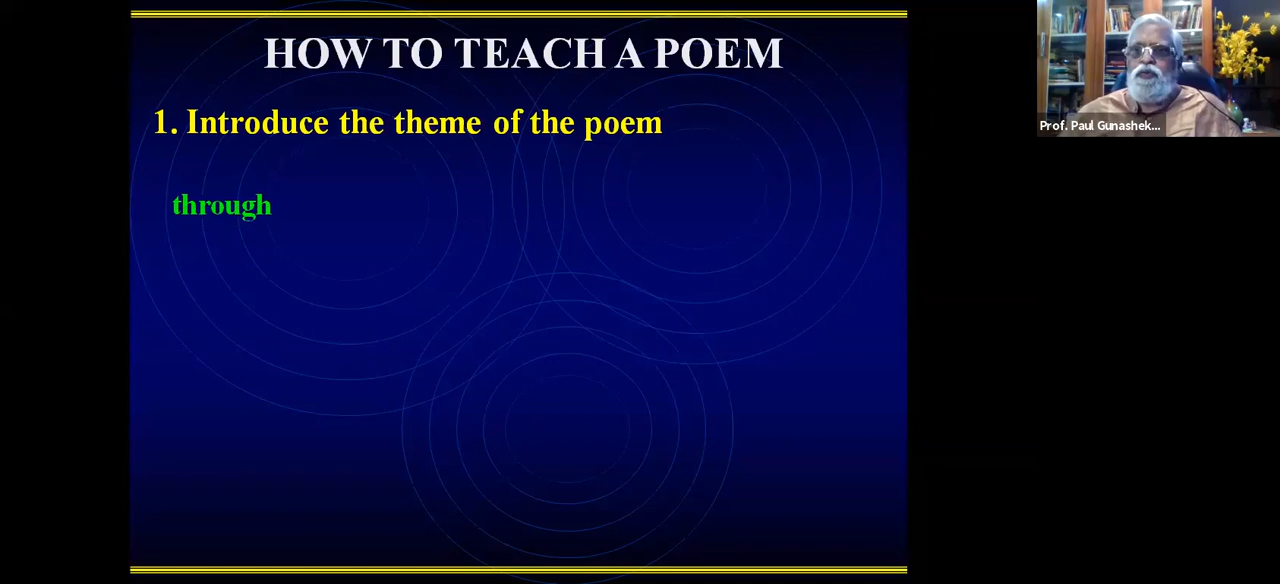 HOW TO TEACH A POEM
1. Introduce the theme of the poem
through
Prof. Paul Gunashek...